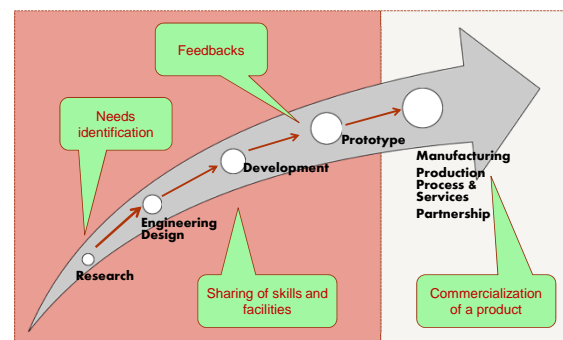 Feedbacks
Needs
identification
Prototype
Development
Manufacturing
Production
Process &
Services
Partnership
Engineering
Design
Research
Sharing of skills and
facilities
Commercialization
of a product